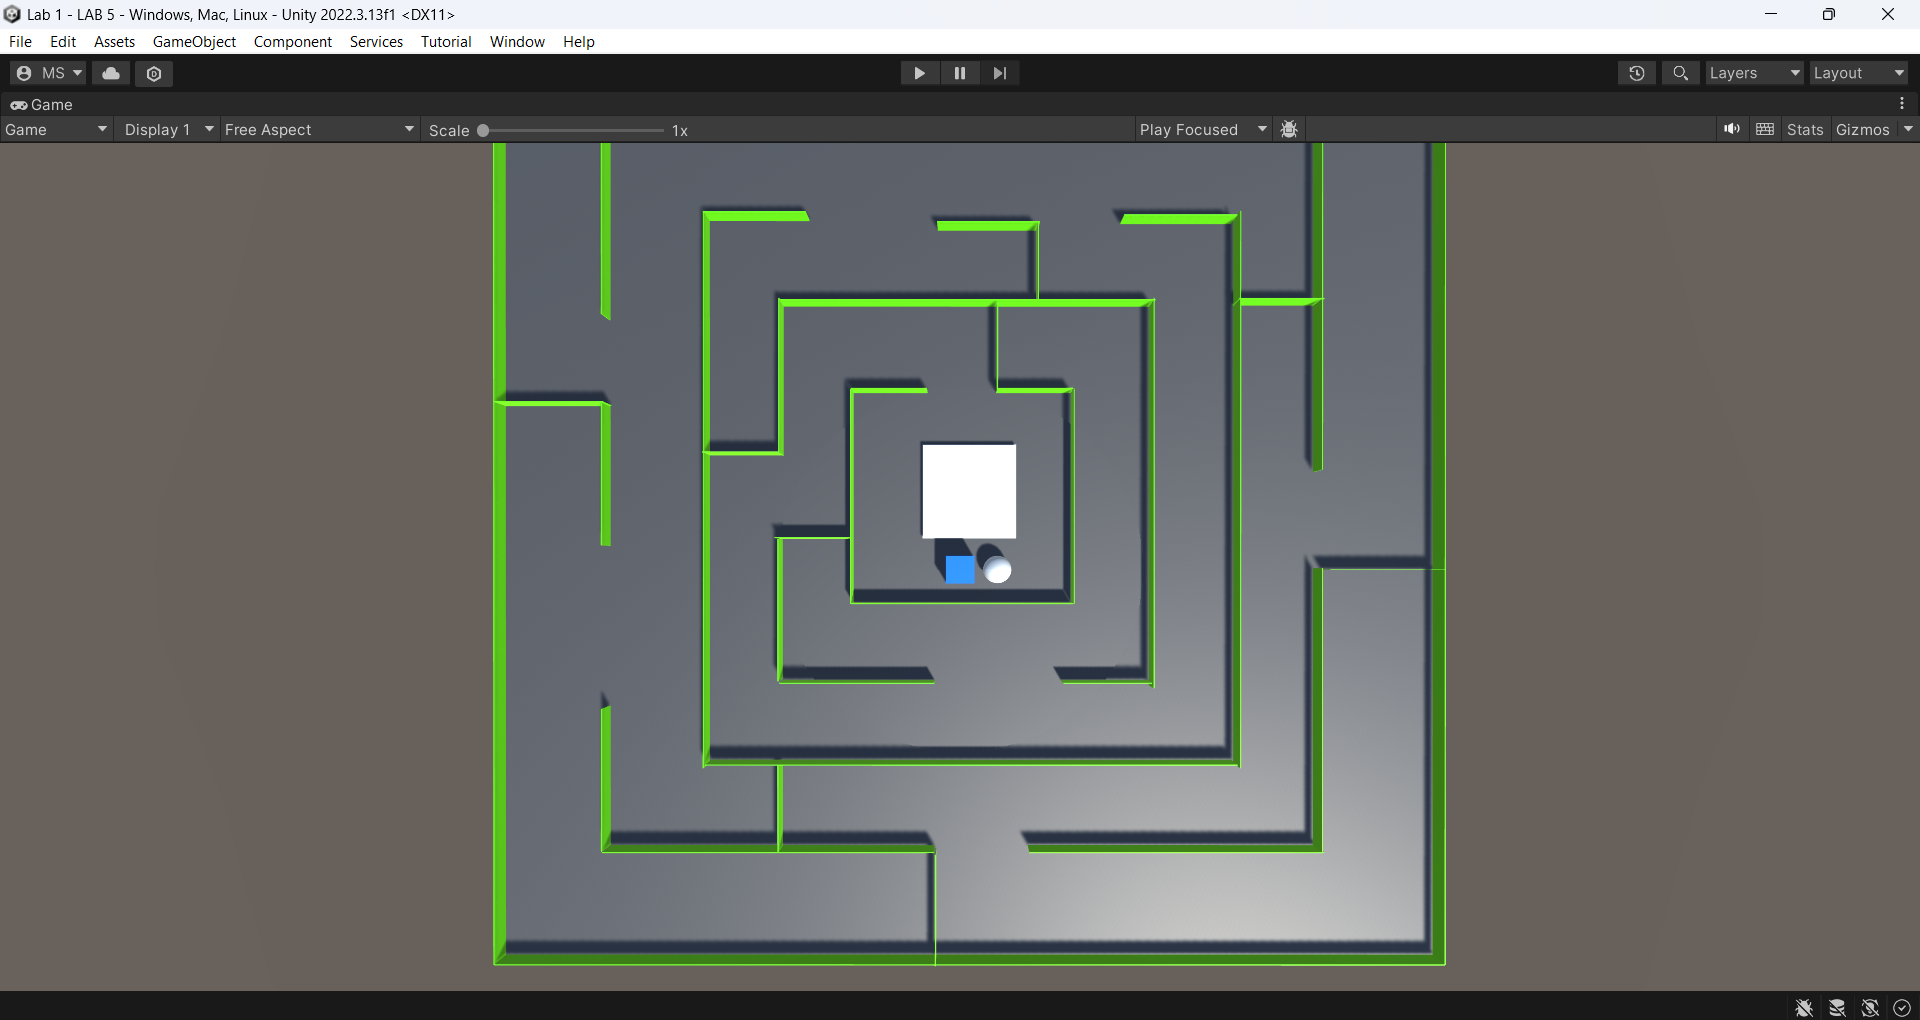 Lab 1 - LAB 5 - Windows, Mac, Linux - Unity 2022.3.13f1 <DX11>
File Edit Assets GameObject Component Services Tutorial Window Help
MS Layers Layout
Game
Game Display 1 Free Aspect Scale 1x Play Focused Stats Gizmos